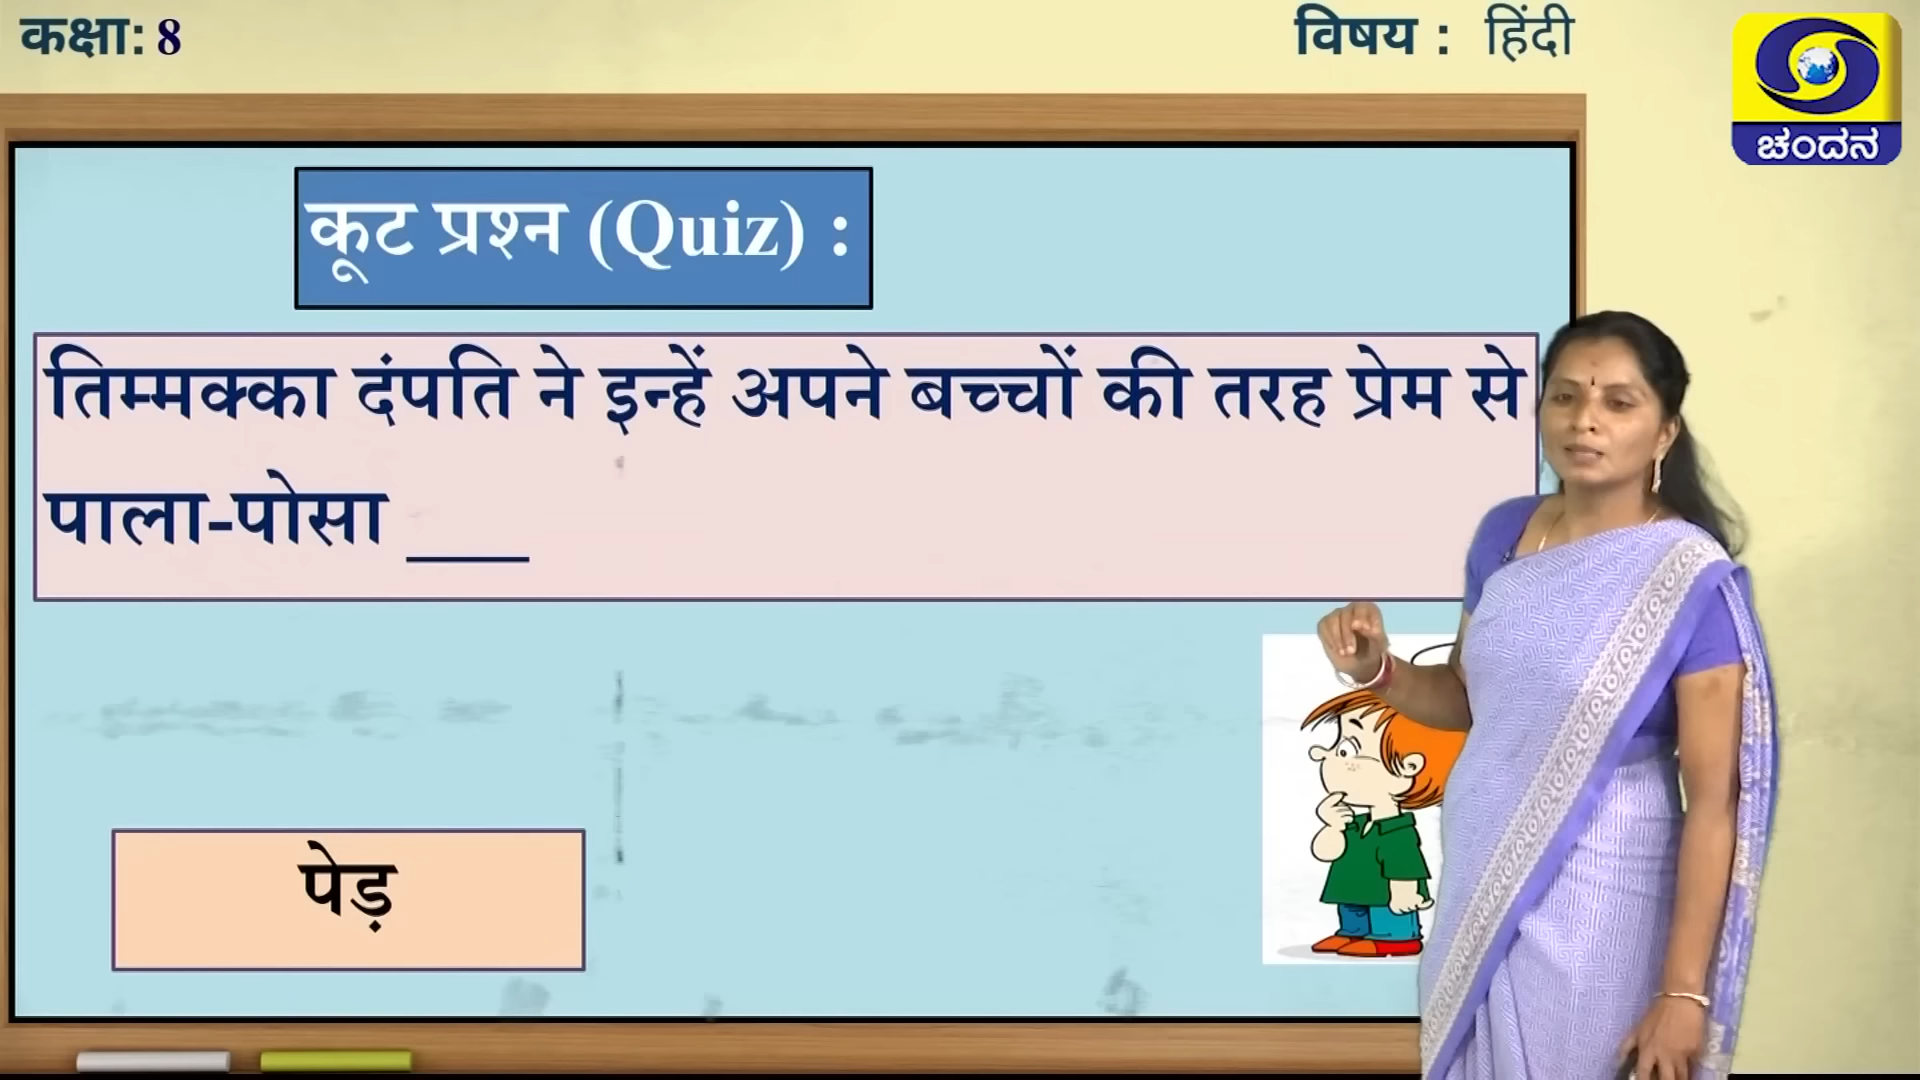 कक्षा: 8
विषय : हिंदी
ಚಂದನ
कूट प्रश्न (Quiz) :
तिम्मक्का दंपति ने इन्हें अपने बच्चों की तरह प्रेम से
पाला-पोसा ___
पेड़